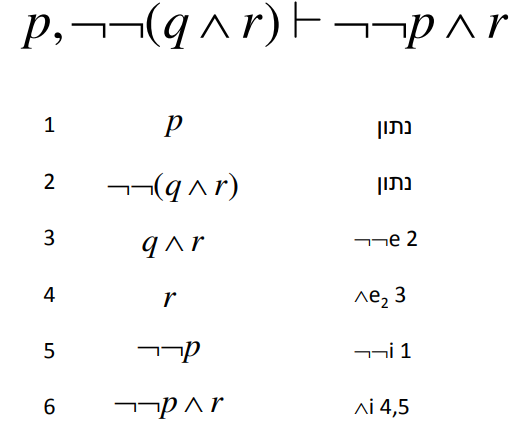 p, ¬¬(q ∧ r) ⊢ ¬¬p ∧ r
1 p נתון
2 ¬¬(q ∧ r) נתון
3 q ∧ r ¬¬e 2
4 r ∧e₂ 3
5 ¬¬p ¬¬i 1
6 ¬¬p ∧ r ∧i 4,5